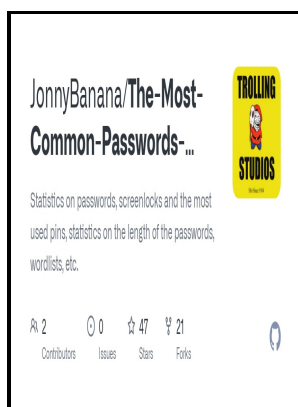 JonnyBanana/The-Most-
Common-Passwords-...
TROLLING
STUDIOS
Statistics on passwords, screenlocks and the most
used pins, statistics on the length of the passwords,
wordlists, etc.
2
Contributors
0
Issues
47
Stars
21
Forks